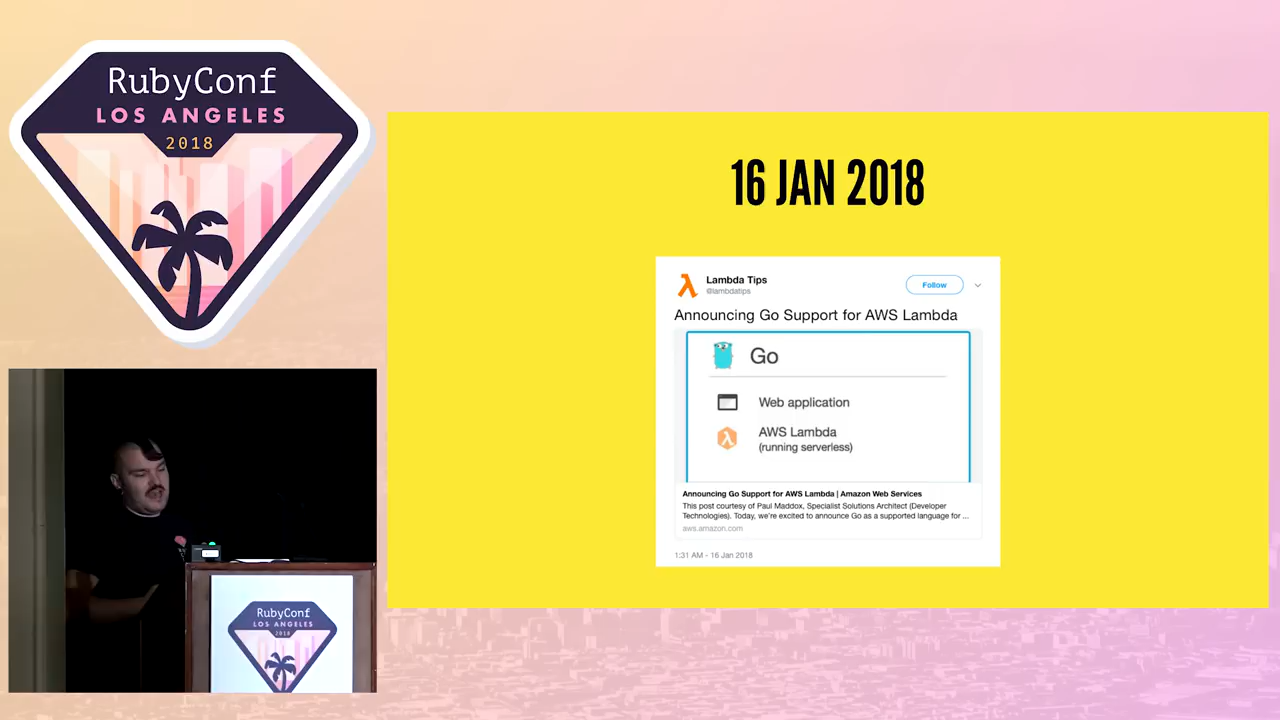 RubyConf
LOS ANGELES
2018
16 JAN 2018
Lambda Tips
@lambdatips
Follow
Announcing Go Support for AWS Lambda
Go
Web application
AWS Lambda
(running serverless)
Announcing Go Support for AWS Lambda | Amazon Web Services
This post courtesy of Paul Maddox, Specialist Solutions Architect (Developer
Technologies). Today, we're excited to announce Go as a supported language for ...
aws.amazon.com
1:31 AM - 16 Jan 2018
RubyConf
LOS ANGELES
2018